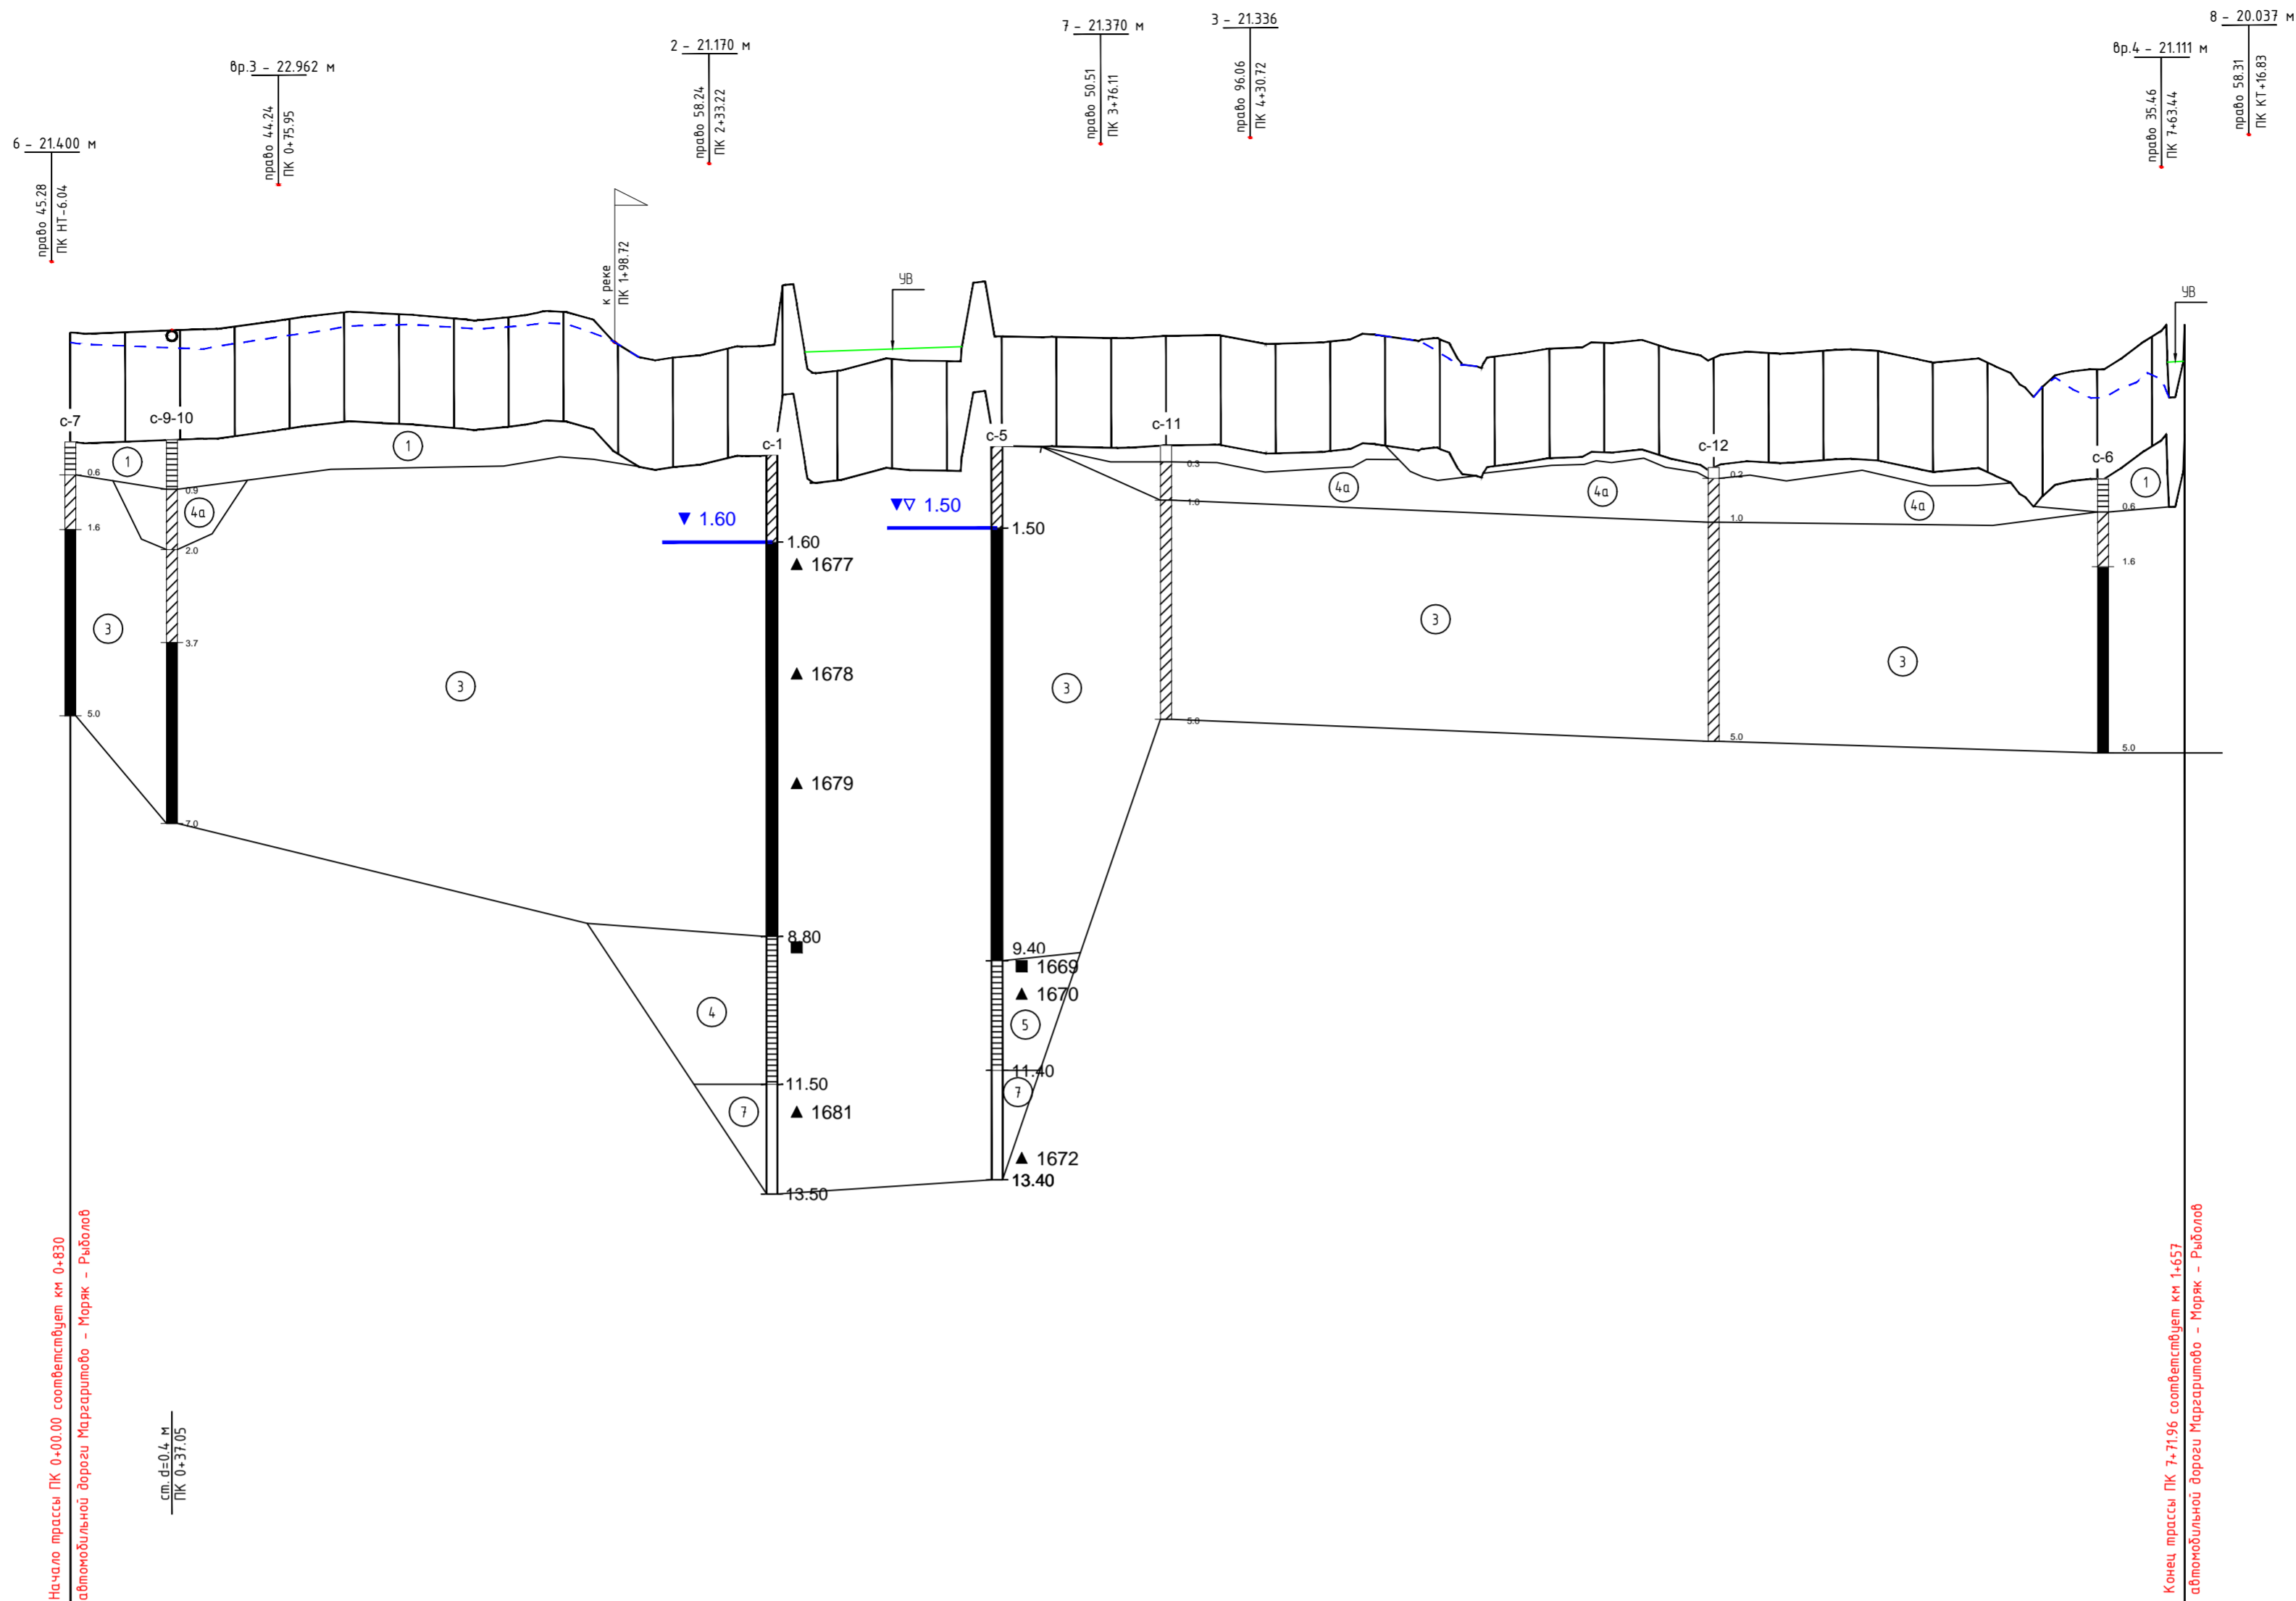 6 - 21.400 м
право 45.28
ПК НТ-6.04
вр.3 - 22.962 м
право 44.24
ПК 0+75.95
2 - 21.170 м
право 58.24
ПК 2+33.22
7 - 21.370 м
право 50.51
ПК 3+76.11
3 - 21.336
право 96.06
ПК 4+30.72
вр.4 - 21.111 м
право 35.46
ПК 7+63.44
8 - 20.037 м
право 58.31
ПК КТ+16.83
к реке
ПК 1+98.72
УВ
УВ
с-7
0.6
1.6
5.0
с-9-10
0.9
2.0
3.7
7.0
1
1
4а
3
3
с-1
▼ 1.60
1.60
▲ 1677
▲ 1678
▲ 1679
8.80
■
4
11.50
7
▲ 1681
13.50
с-5
▼▽ 1.50
1.50
9.40
■ 1669
▲ 1670
5
11.40
7
▲ 1672
13.40
3
с-11
0.3
1.0
5.0
4а
3
4а
с-12
0.2
1.0
5.0
4а
3
с-6
1
0.6
1.6
5.0
Начало трассы ПК 0+00.00 соответствует км 0+830
автомобильной дороги Маргаритово - Моряк - Рыболов
ст. d=0.4 м
ПК 0+37.05
Конец трассы ПК 7+71.96 соответствует км 1+657
автомобильной дороги Маргаритово - Моряк - Рыболов